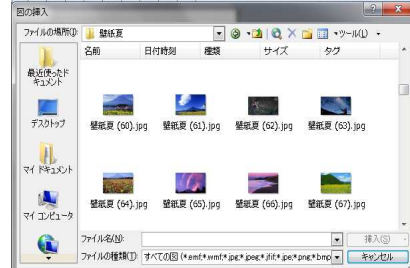 図の挿入
ファイルの場所(I): 壁紙夏 ツール(L)
名前 日付時刻 種類 サイズ タグ
最近使ったド
キュメント
デスクトップ
マイ ドキュメント
マイ コンピュータ
壁紙夏 (60).jpg 壁紙夏 (61).jpg 壁紙夏 (62).jpg 壁紙夏 (63).jpg
壁紙夏 (64).jpg 壁紙夏 (65).jpg 壁紙夏 (66).jpg 壁紙夏 (67).jpg
ファイル名(N): 挿入(S)
ファイルの種類(T): すべての図 (*.emf;*.wmf;*.jpg;*.jpeg;*.jfif;*.jpe;*.png;*.bmp キャンセル